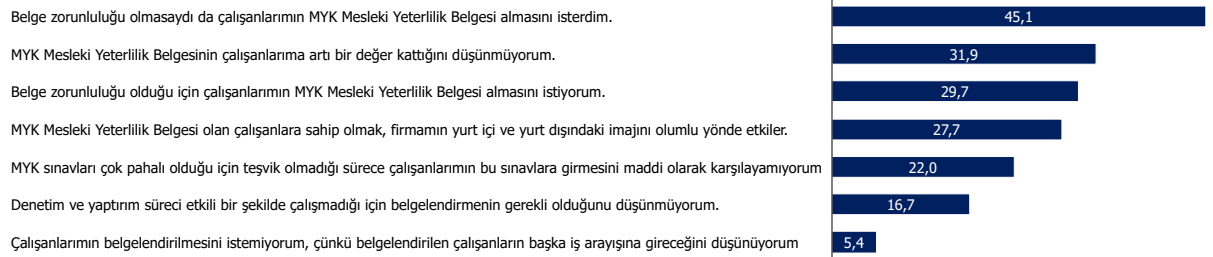 Belge zorunluluğu olmasaydı da çalışanlarımın MYK Mesleki Yeterlilik Belgesi almasını isterdim. 45,1
MYK Mesleki Yeterlilik Belgesinin çalışanlarıma artı bir değer kattığını düşünmüyorum. 31,9
Belge zorunluluğu olduğu için çalışanlarımın MYK Mesleki Yeterlilik Belgesi almasını istiyorum. 29,7
MYK Mesleki Yeterlilik Belgesi olan çalışanlara sahip olmak, firmamın yurt içi ve yurt dışındaki imajını olumlu yönde etkiler. 27,7
MYK sınavları çok pahalı olduğu için teşvik olmadığı sürece çalışanlarımın bu sınavlara girmesini maddi olarak karşılayamıyorum 22,0
Denetim ve yaptırım süreci etkili bir şekilde çalışmadığı için belgelendirmenin gerekli olduğunu düşünmüyorum. 16,7
Çalışanlarımın belgelendirilmesini istemiyorum, çünkü belgelendirilen çalışanların başka iş arayışına gireceğini düşünüyorum 5,4